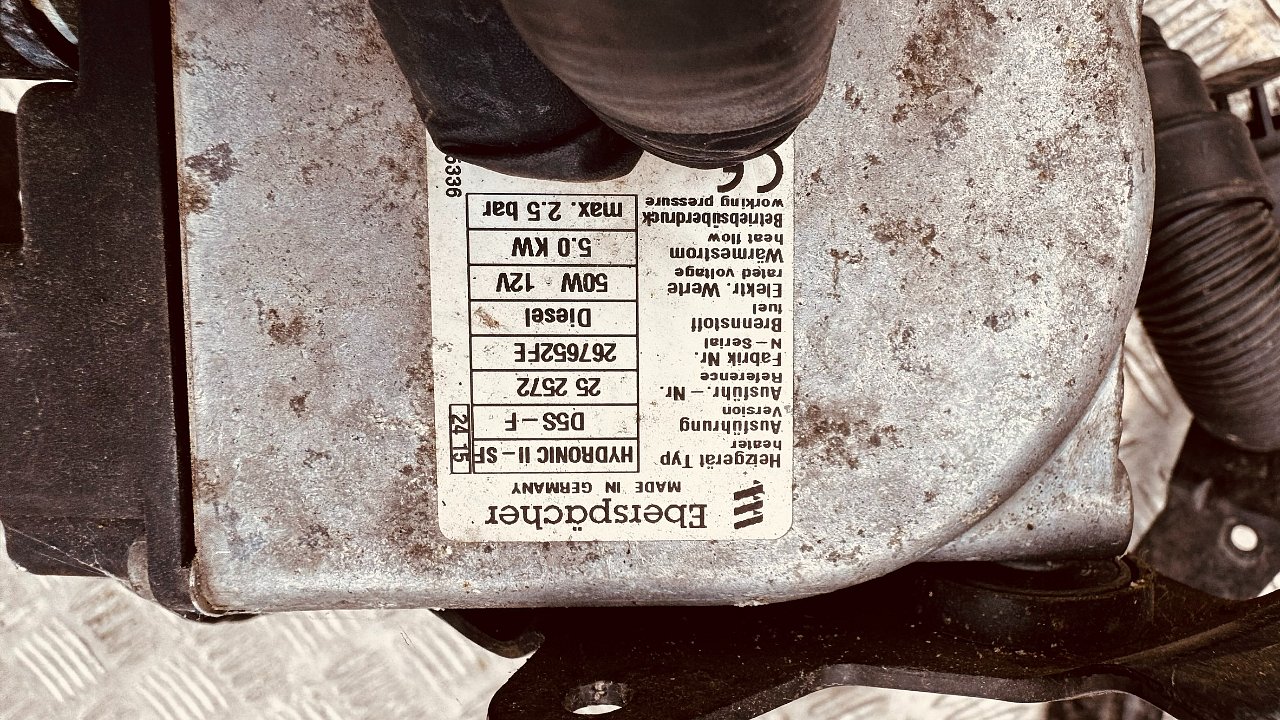 Eberspächer
MADE IN GERMANY
Heizgerät Typ
heater
HYDRONIC II – SF
24 15
Ausführung
Version
D5S – F
Ausführ. – Nr.
Reference
25 2572
Fabrik Nr.
N – Serial
267652FE
Brennstoff
fuel
Diesel
Elektr. Werte
rated voltage
50W 12V
Wärmestrom
heat flow
5.0 KW
Betriebsüberdruck
working pressure
max. 2.5 bar
CE